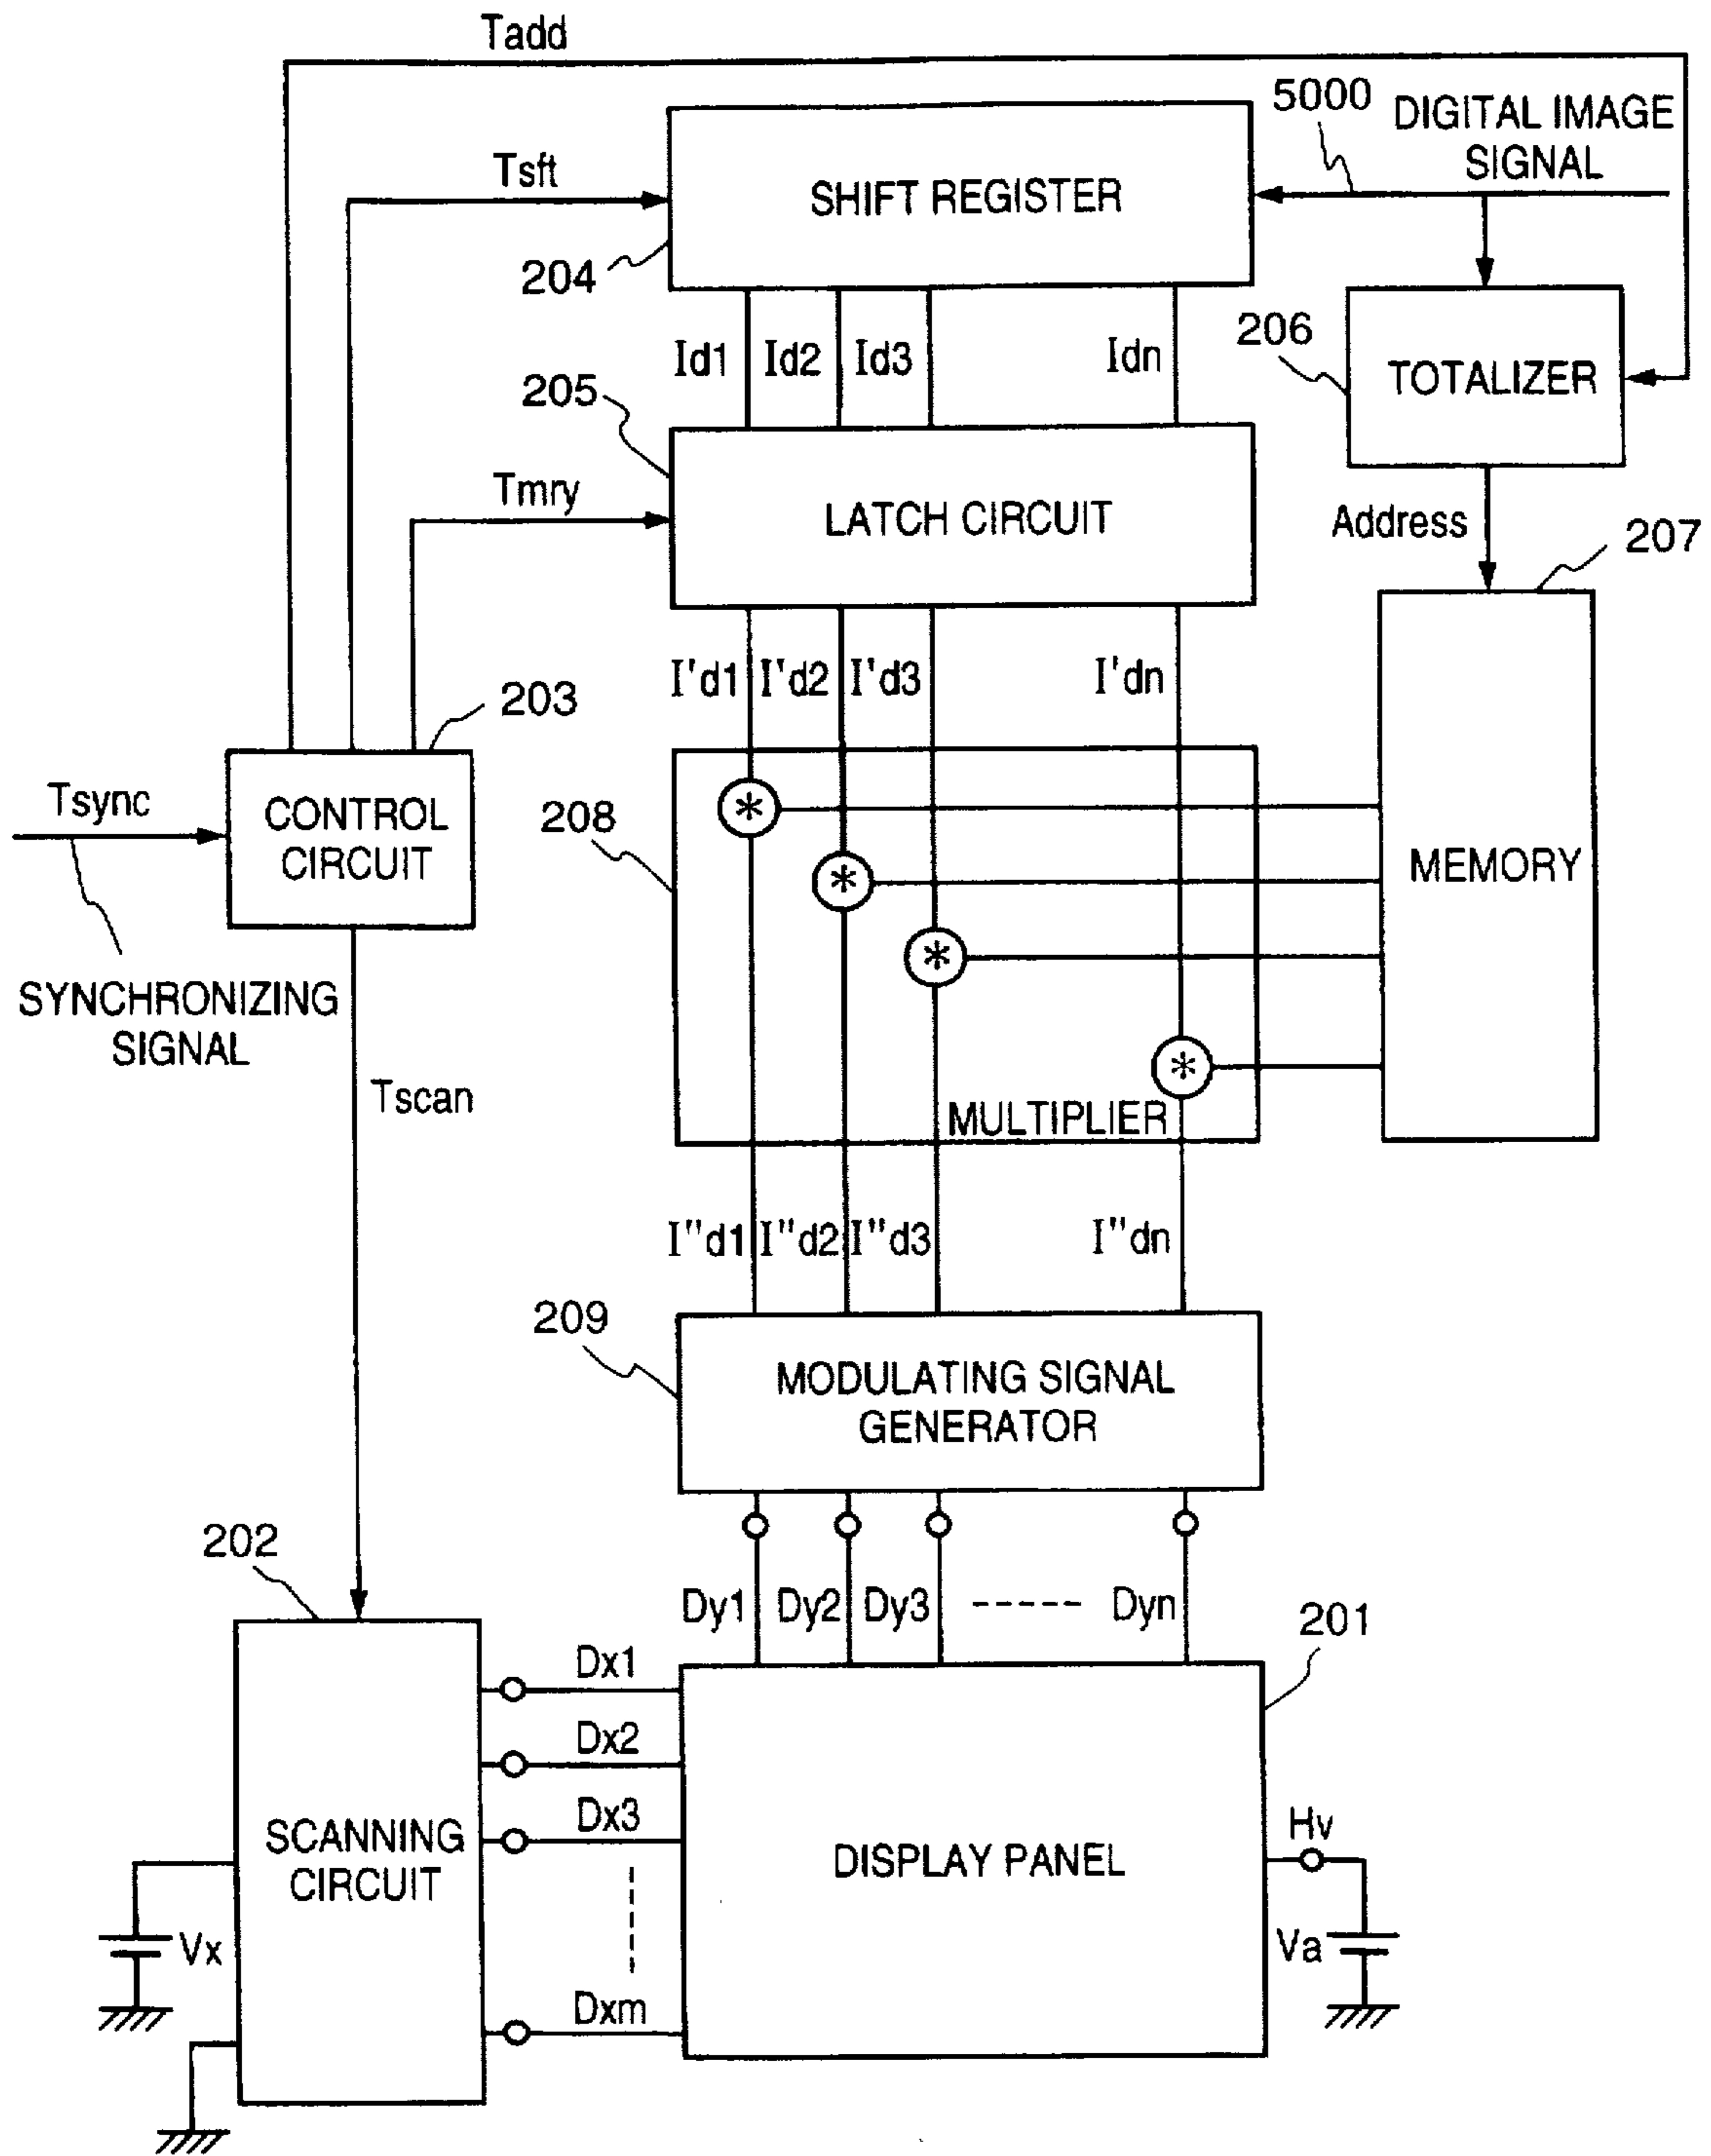 Tadd
5000
DIGITAL IMAGE
SIGNAL
Tsft
SHIFT REGISTER
204
206
Id1 Id2 Id3 Idn
TOTALIZER
205
Tmry
LATCH CIRCUIT
Address
207
I'd1 I'd2 I'd3 I'dn
203
Tsync
CONTROL
CIRCUIT
208
* * * *
MEMORY
SYNCHRONIZING
SIGNAL
Tscan
MULTIPLIER
I"d1 I"d2 I"d3 I"dn
209
MODULATING SIGNAL
GENERATOR
202
Dy1 Dy2 Dy3 ----- Dyn
201
Dx1
Dx2
Dx3
SCANNING
CIRCUIT
DISPLAY PANEL
Hv
Vx
Va
Dxm